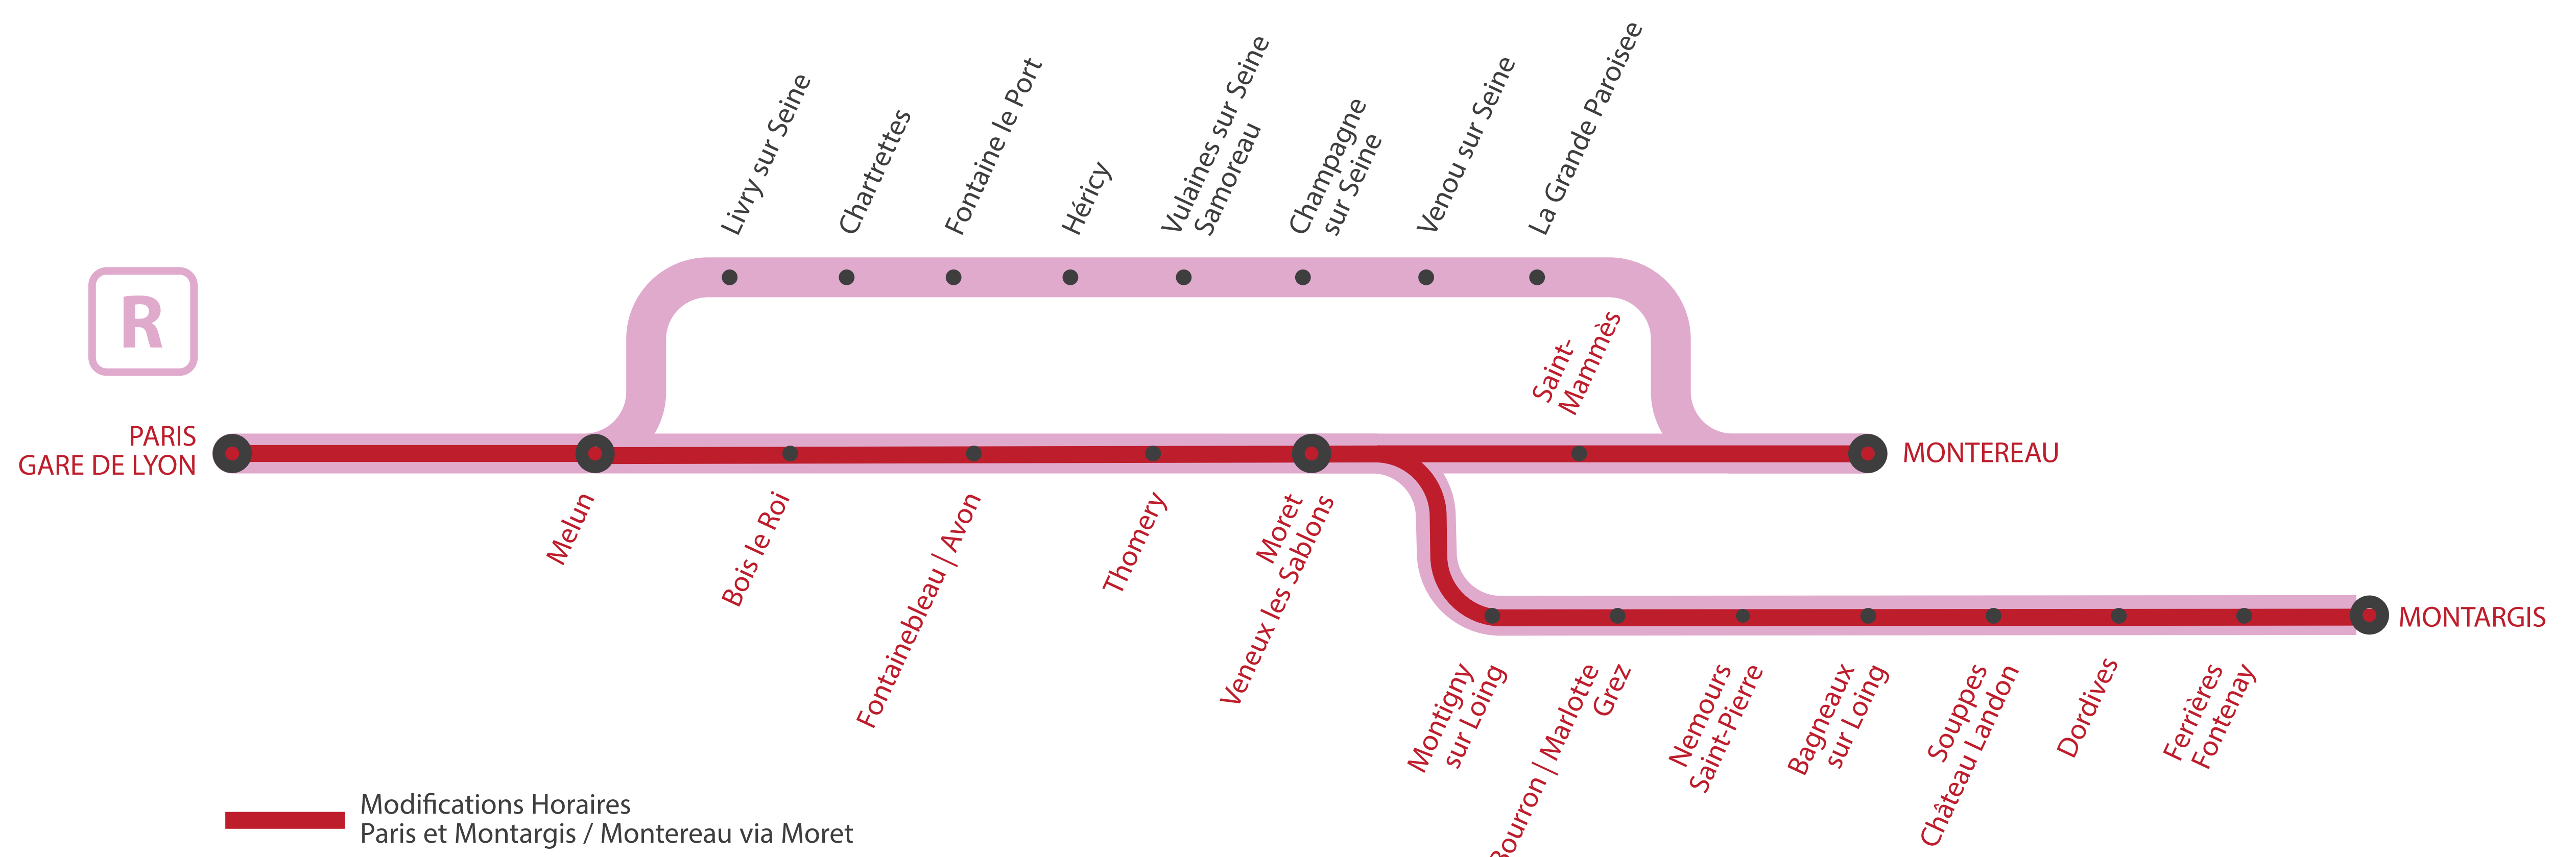 Livry sur Seine
Chartrettes
Fontaine le Port
Héricy
Vulaines sur Seine
Samoreau
Champagne
sur Seine
Venou sur Seine
La Grande Paroisee
R
Saint-
Mammès
PARIS
GARE DE LYON
MONTEREAU
Melun
Bois le Roi
Fontainebleau | Avon
Thomery
Moret
Veneux les Sablons
MONTARGIS
Montigny
sur Loing
Bourron | Marlotte
Grez
Nemours
Saint-Pierre
Bagneaux
sur Loing
Souppes
Château Landon
Dordives
Ferrières
Fontenay
Modifications Horaires
Paris et Montargis / Montereau via Moret